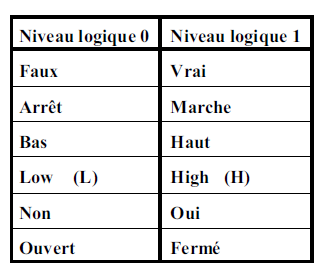 Niveau logique 0 Niveau logique 1
Faux Vrai
Arrêt Marche
Bas Haut
Low (L) High (H)
Non Oui
Ouvert Fermé